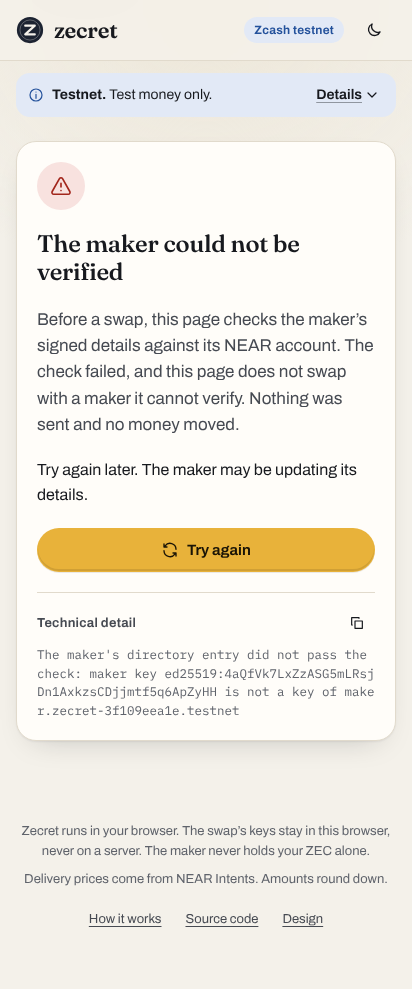 zecret
Zcash testnet
Testnet. Test money only.
Details
The maker could not be
verified
Before a swap, this page checks the maker’s
signed details against its NEAR account. The
check failed, and this page does not swap
with a maker it cannot verify. Nothing was
sent and no money moved.
Try again later. The maker may be updating its
details.
Try again
Technical detail
The maker's directory entry did not pass the
check: maker key ed25519:4aQfVk7LxZzASG5mLRsj
Dn1AxkzsCDjjmtf5q6ApZyHH is not a key of make
r.zecret-3f109eea1e.testnet
Zecret runs in your browser. The swap’s keys stay in this browser,
never on a server. The maker never holds your ZEC alone.
Delivery prices come from NEAR Intents. Amounts round down.
How it works
Source code
Design